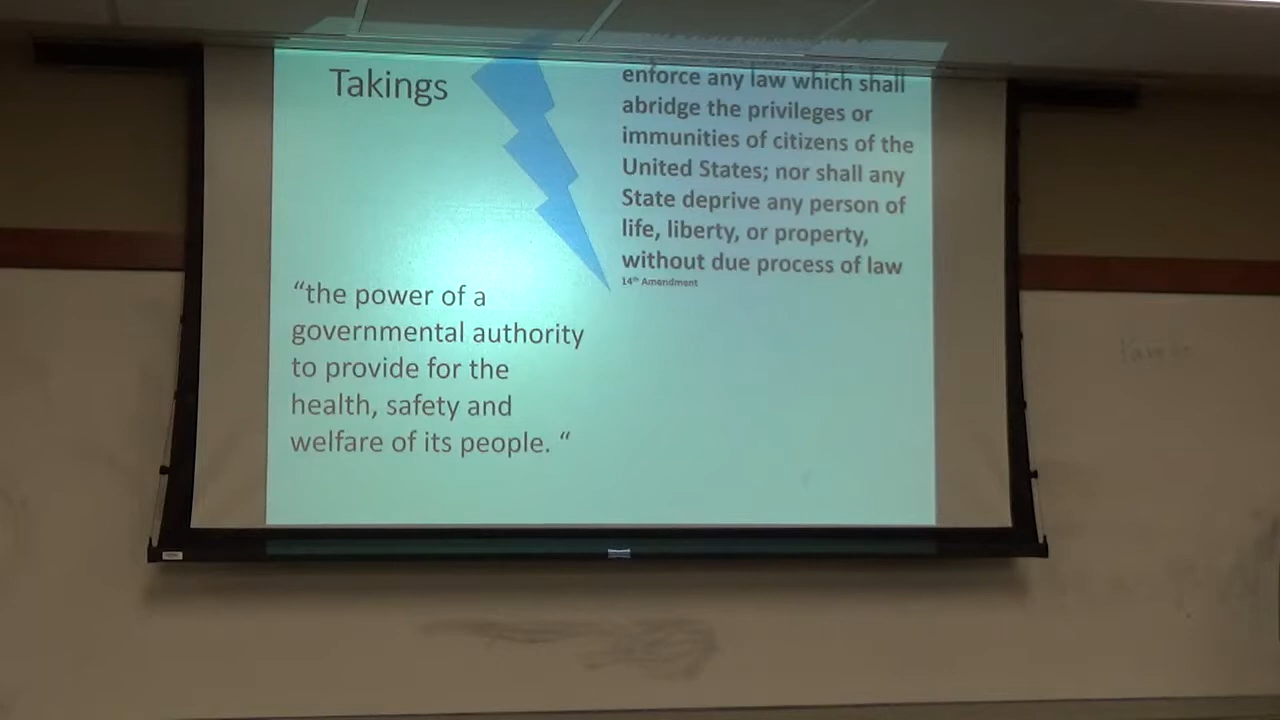 Takings
enforce any law which shall
abridge the privileges or
immunities of citizens of the
United States; nor shall any
State deprive any person of
life, liberty, or property,
without due process of law
14th Amendment
“the power of a
governmental authority
to provide for the
health, safety and
welfare of its people. “